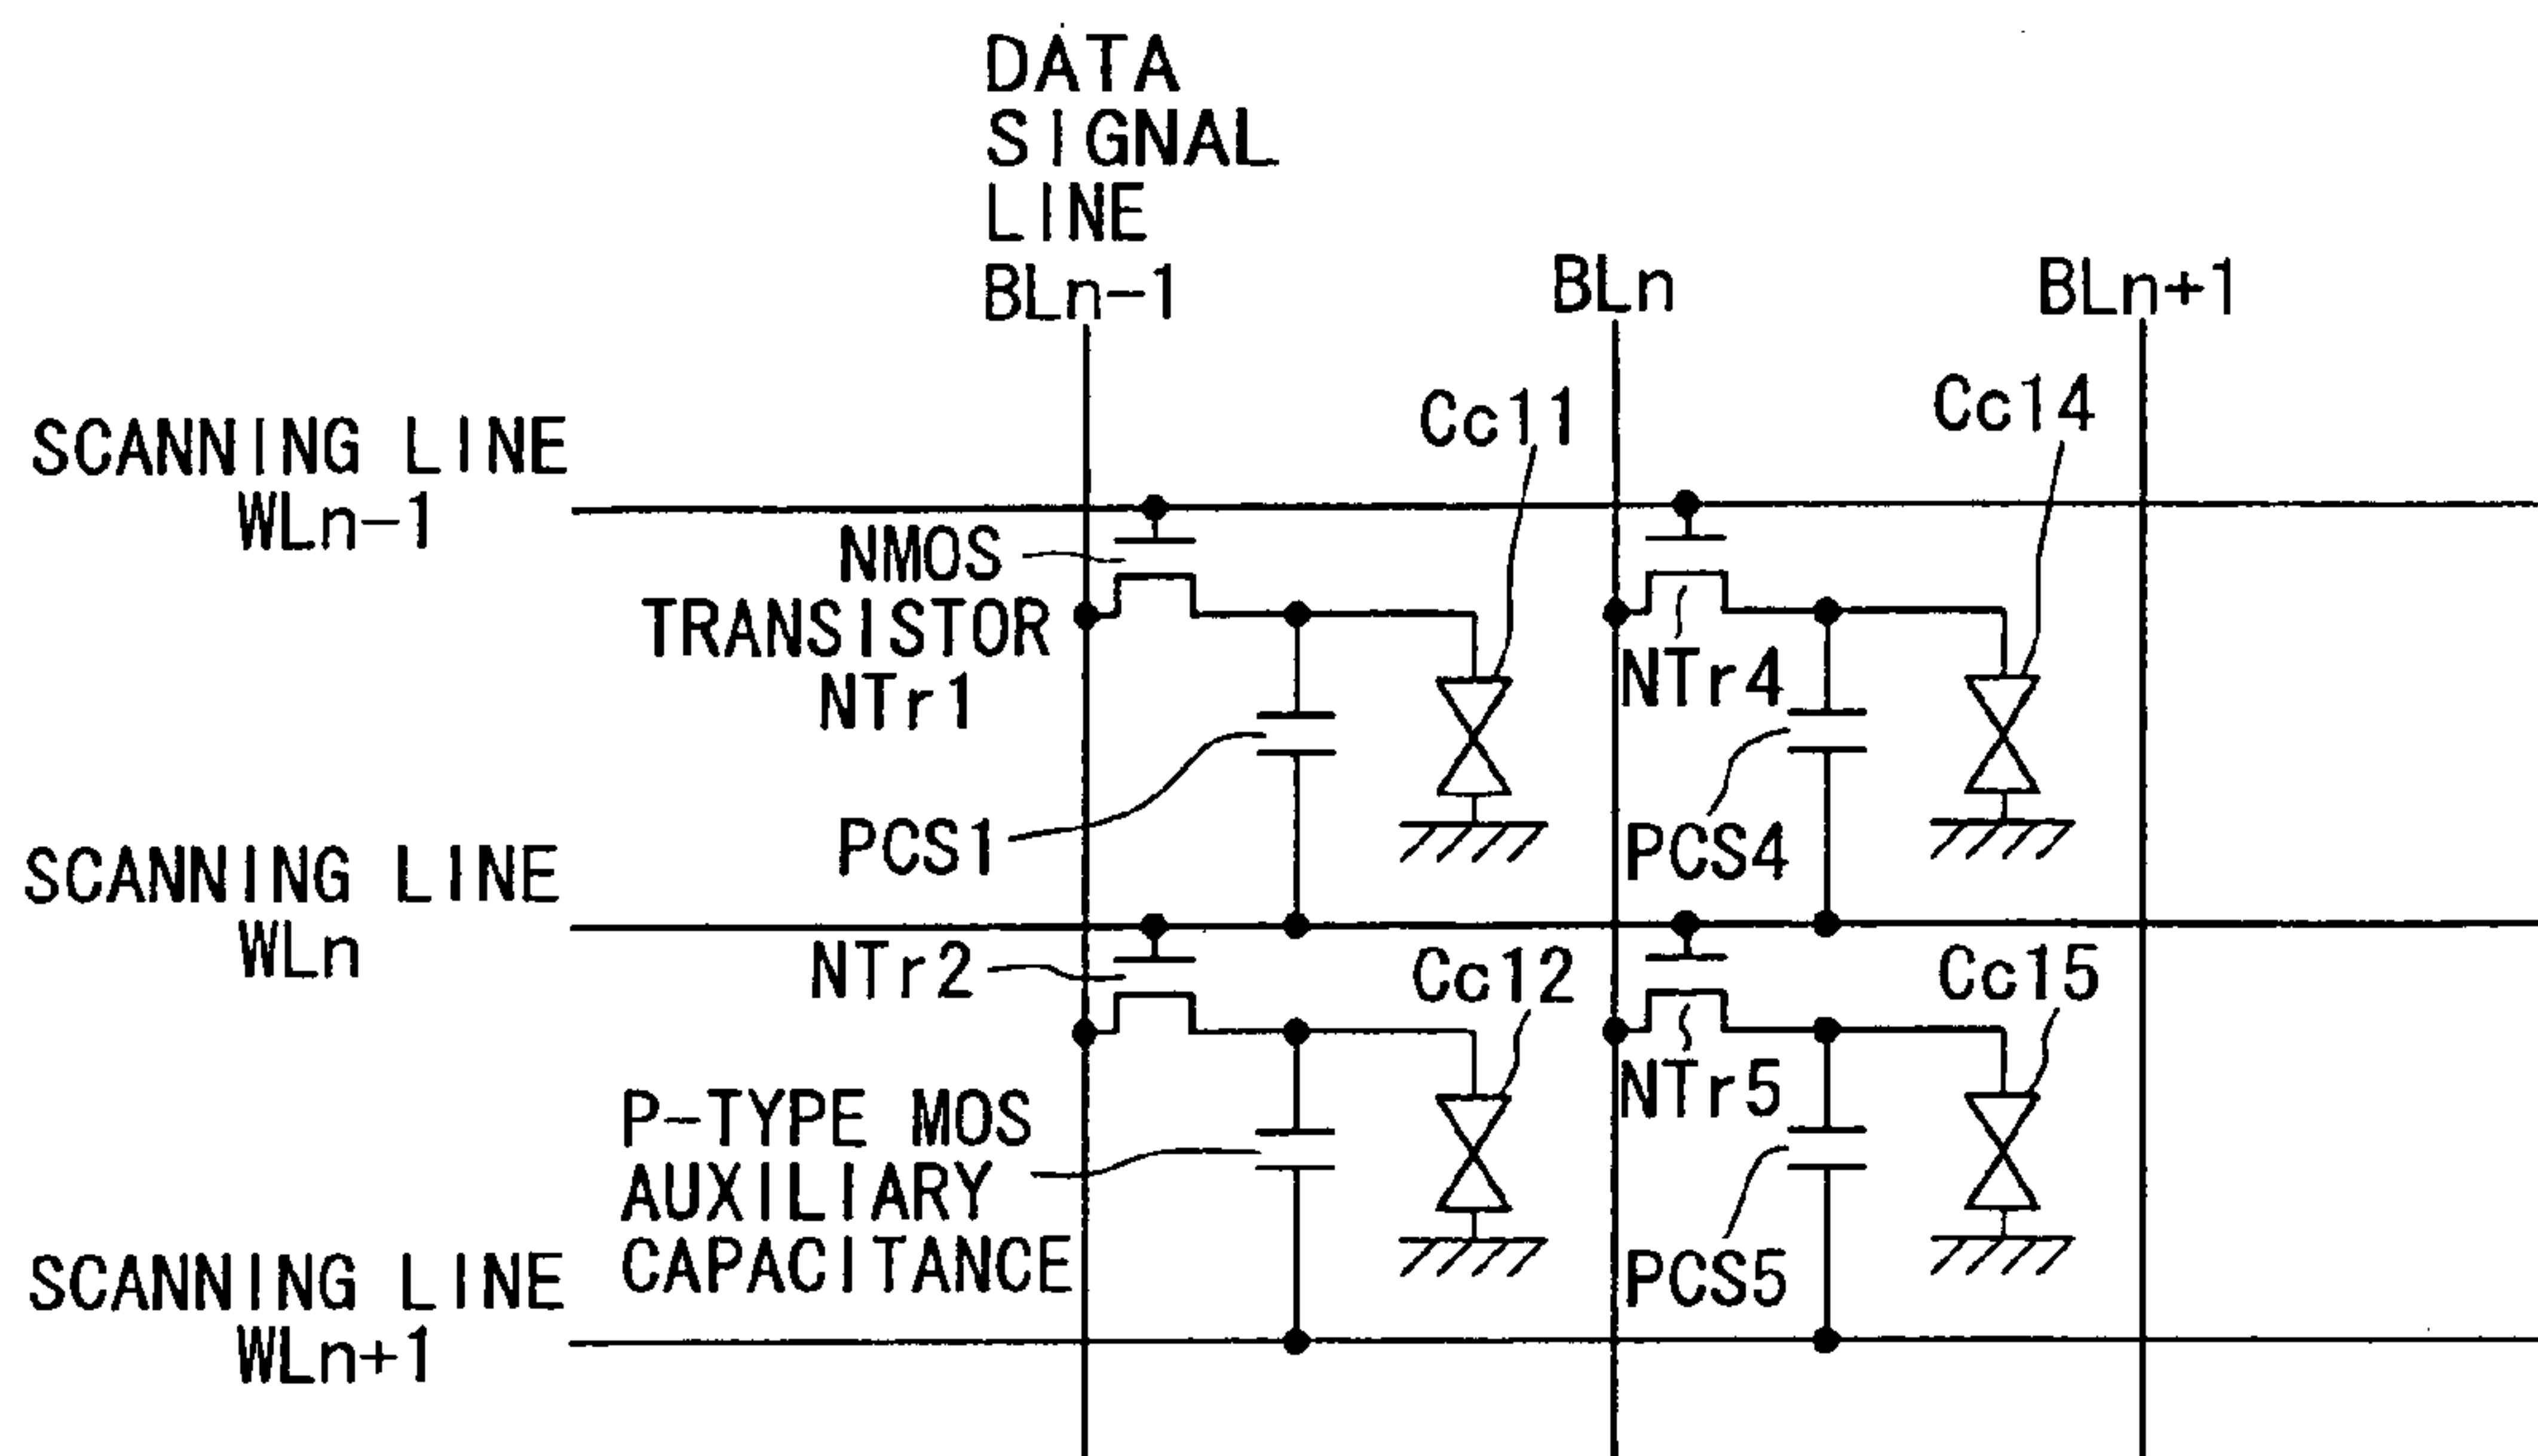 DATA
SIGNAL
LINE
BLn-1
BLn
BLn+1
Cc11
Cc14
SCANNING LINE
WLn-1
NMOS
TRANSISTOR
NTr1
NTr4
PCS1
PCS4
SCANNING LINE
WLn
NTr2
Cc12
Cc15
NTr5
P-TYPE MOS
AUXILIARY
CAPACITANCE
PCS5
SCANNING LINE
WLn+1